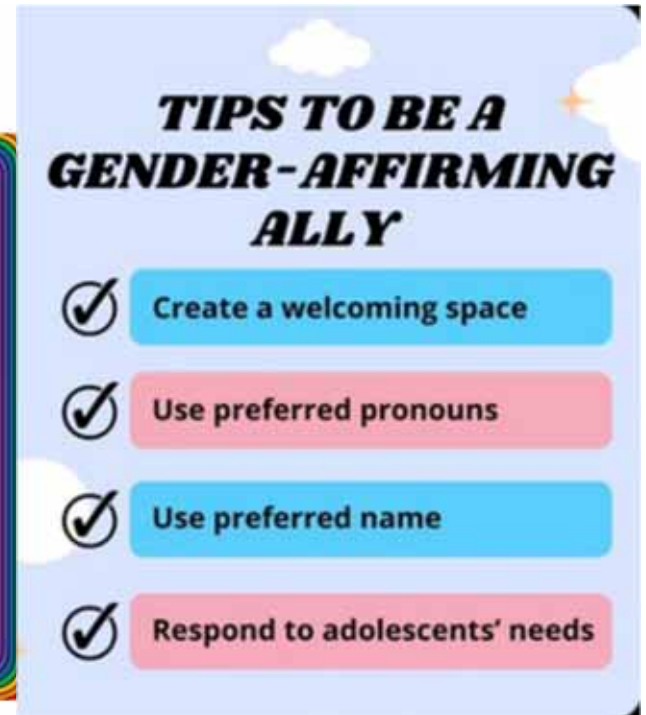 TIPS TO BE A
GENDER-AFFIRMING
ALLY
Create a welcoming space
Use preferred pronouns
Use preferred name
Respond to adolescents’ needs